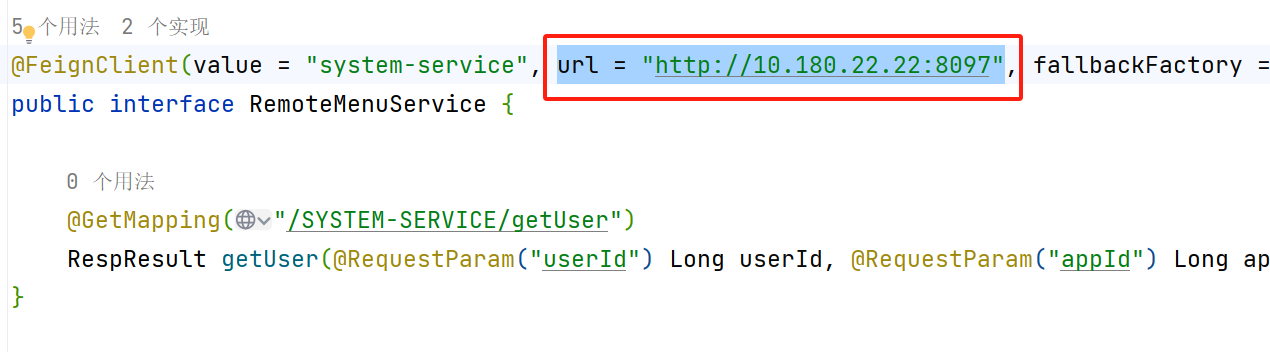 5个用法 2 个实现
@FeignClient(value = "system-service", url = "http://10.180.22.22:8097", fallbackFactory =
public interface RemoteMenuService {
0 个用法
@GetMapping("/SYSTEM-SERVICE/getUser")
RespResult getUser(@RequestParam("userId") Long userId, @RequestParam("appId") Long ap
}